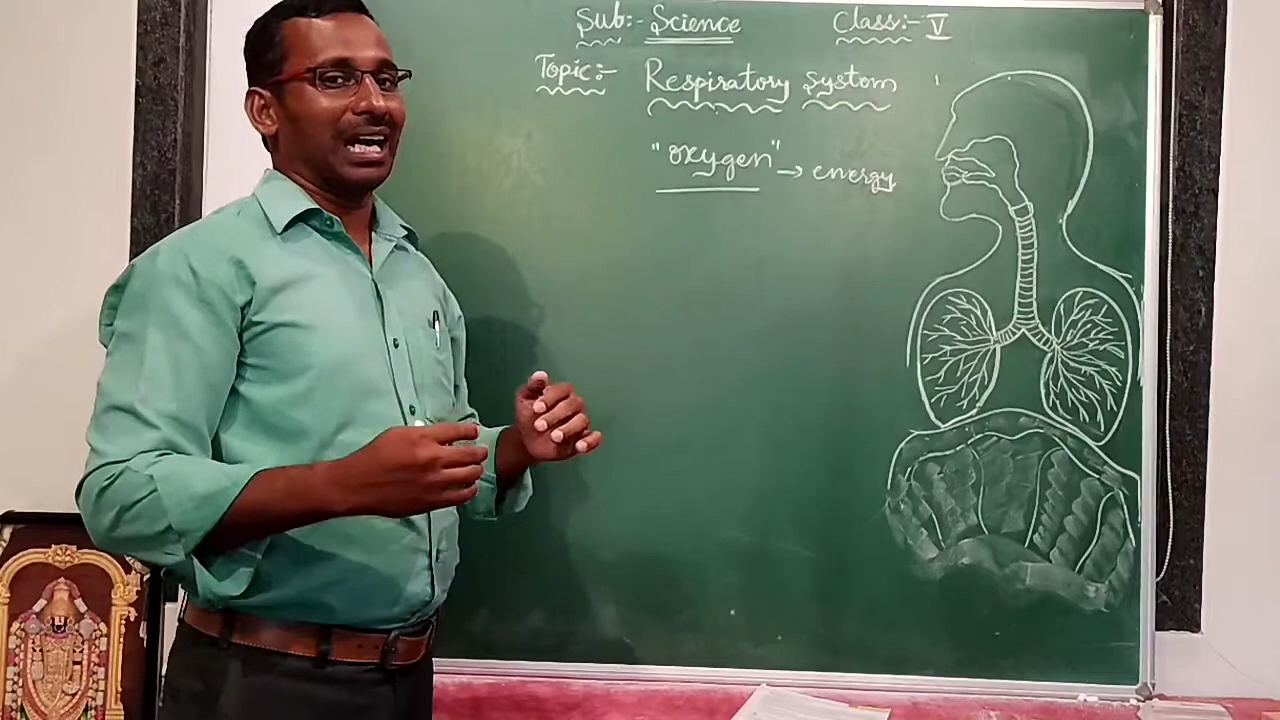 Sub:- Science Class:- V
Topic:- Respiratory system
"oxygen" → energy